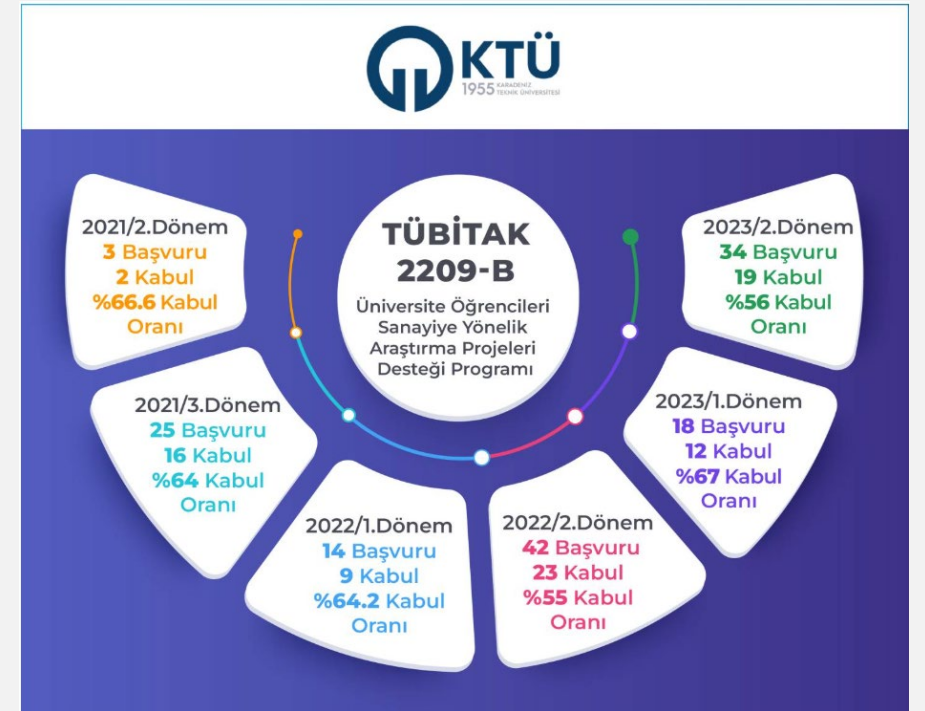 KTÜ
1955 KARADENİZ
TEKNİK ÜNİVERSİTESİ
TÜBİTAK
2209-B
Üniversite Öğrencileri
Sanayiye Yönelik
Araştırma Projeleri
Desteği Programı
2021/2.Dönem
3 Başvuru
2 Kabul
%66.6 Kabul
Oranı
2021/3.Dönem
25 Başvuru
16 Kabul
%64 Kabul
Oranı
2022/1.Dönem
14 Başvuru
9 Kabul
%64.2 Kabul
Oranı
2022/2.Dönem
42 Başvuru
23 Kabul
%55 Kabul
Oranı
2023/1.Dönem
18 Başvuru
12 Kabul
%67 Kabul
Oranı
2023/2.Dönem
34 Başvuru
19 Kabul
%56 Kabul
Oranı